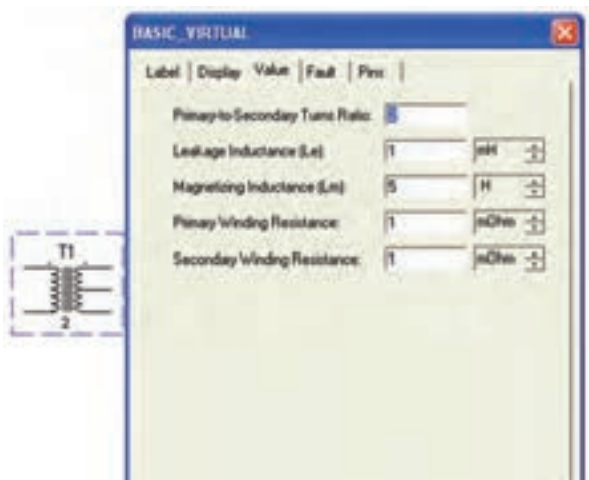 BASIC_VIRTUAL
Label Display Value Fault Pins
Primary-to-Secondary Turns Ratio:
Leakage Inductance (Le): 1 mH
Magnetizing Inductance (Lm): 5 H
Primary Winding Resistance: 1 mOhm
Secondary Winding Resistance: 1 mOhm
T1
2